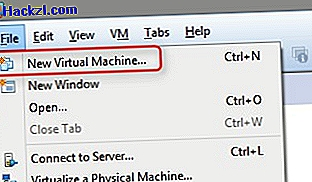 Hackzl.com
File Edit View VM Tabs Help
New Virtual Machine... Ctrl+N
New Window
Open... Ctrl+O
Close Tab
Connect to Server... Ctrl+L
Virtualize a Physical Machine...